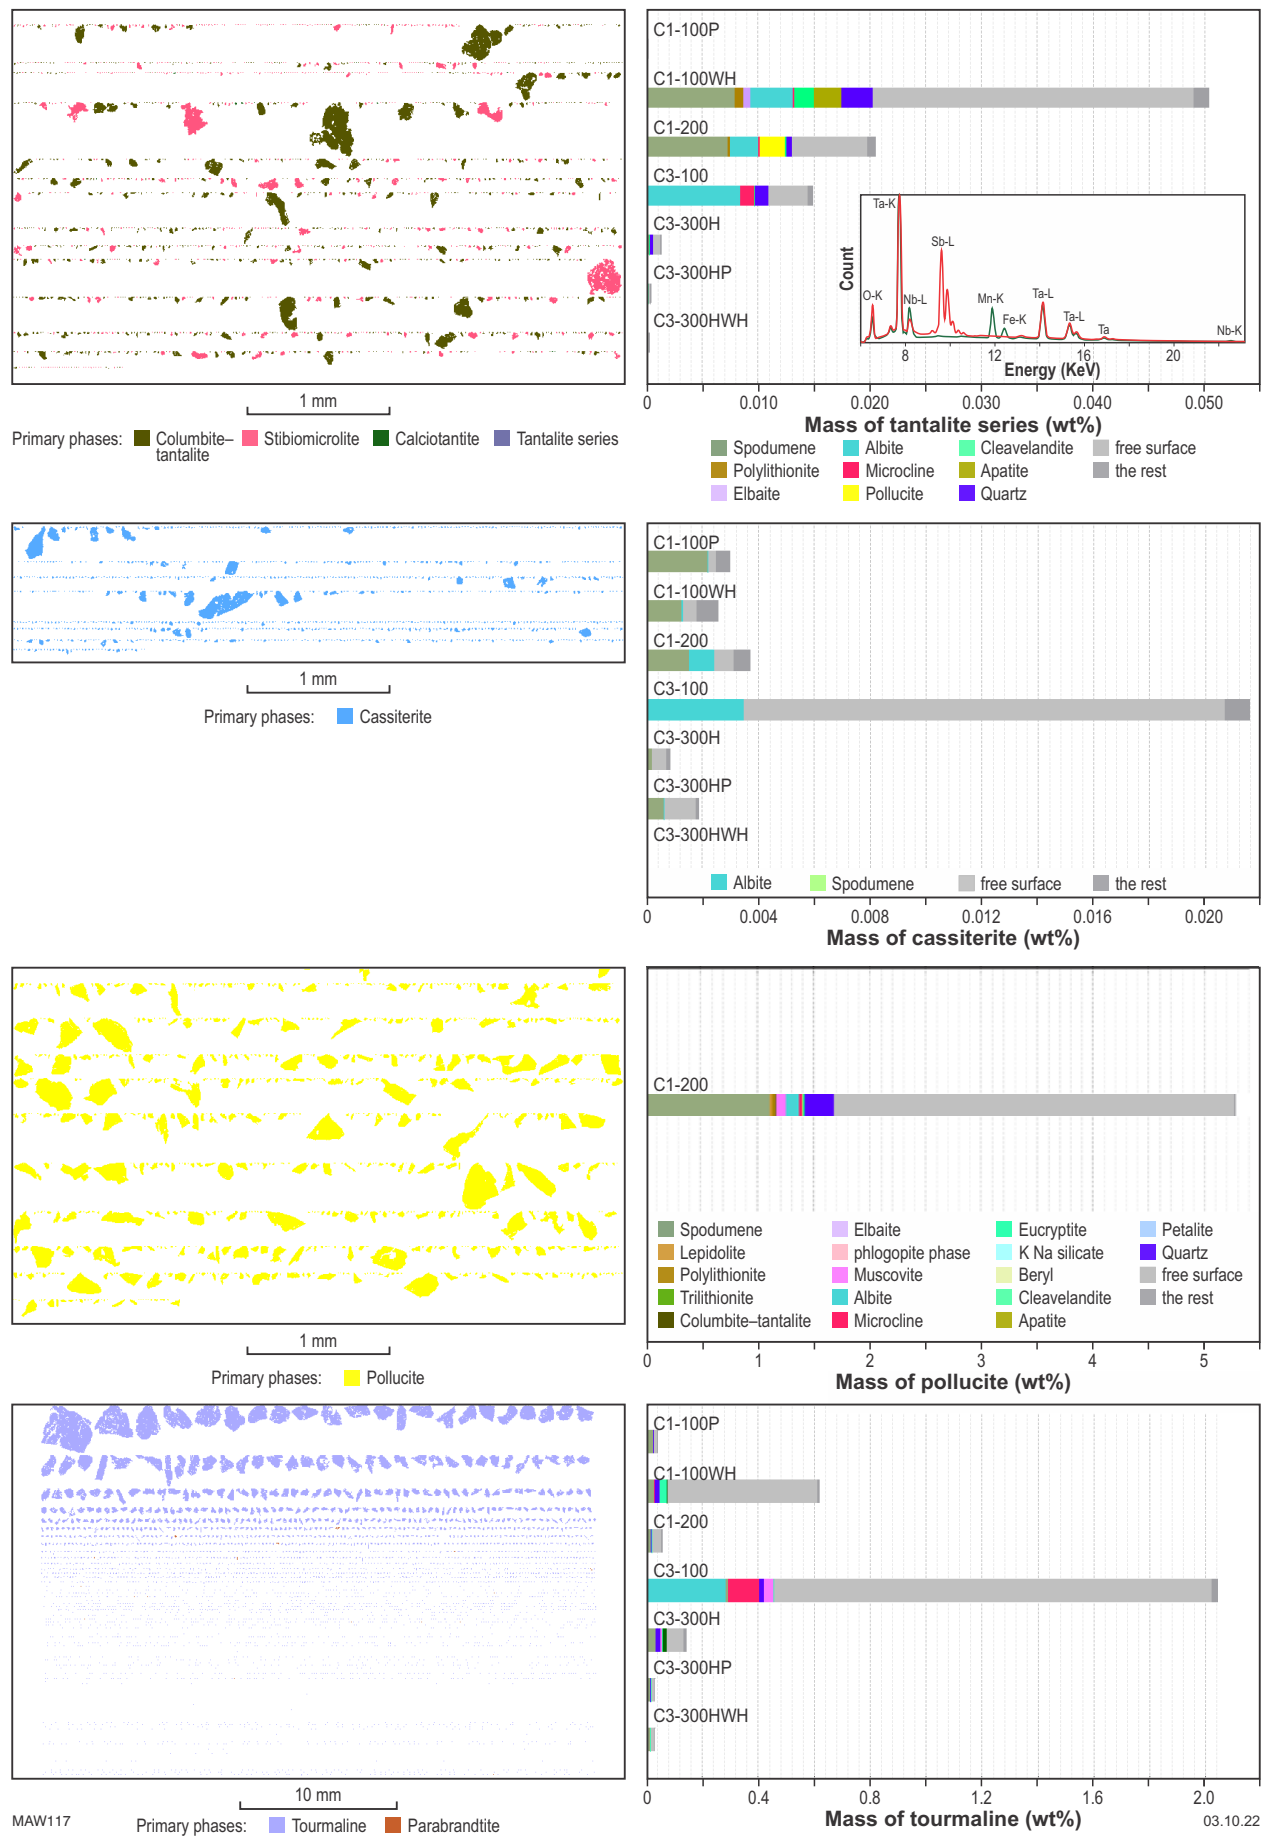 C1-100P
C1-100WH
C1-200
C3-100
C3-300H
C3-300HP
C3-300HWH
Count
Ta-K
O-K
Nb-L
Sb-L
Mn-K
Fe-K
Ta-L
Ta-L
Ta
Nb-K
8 12 16 20
Energy (KeV)
0 0.010 0.020 0.030 0.040 0.050
Mass of tantalite series (wt%)
1 mm
Primary phases: Columbite–tantalite Stibiomicrolite Calciotantite Tantalite series
Spodumene Albite Cleavelandite free surface
Polylithionite Microcline Apatite the rest
Elbaite Pollucite Quartz
C1-100P
C1-100WH
C1-200
C3-100
C3-300H
C3-300HP
C3-300HWH
Albite Spodumene free surface the rest
0 0.004 0.008 0.012 0.016 0.020
Mass of cassiterite (wt%)
1 mm
Primary phases: Cassiterite
C1-200
Spodumene Elbaite Eucryptite Petalite
Lepidolite phlogopite phase K Na silicate Quartz
Polylithionite Muscovite Beryl free surface
Trilithionite Albite Cleavelandite the rest
Columbite–tantalite Microcline Apatite
0 1 2 3 4 5
Mass of pollucite (wt%)
1 mm
Primary phases: Pollucite
C1-100P
C1-100WH
C1-200
C3-100
C3-300H
C3-300HP
C3-300HWH
0 0.4 0.8 1.2 1.6 2.0
Mass of tourmaline (wt%)
10 mm
Primary phases: Tourmaline Parabrandtite
MAW117
03.10.22